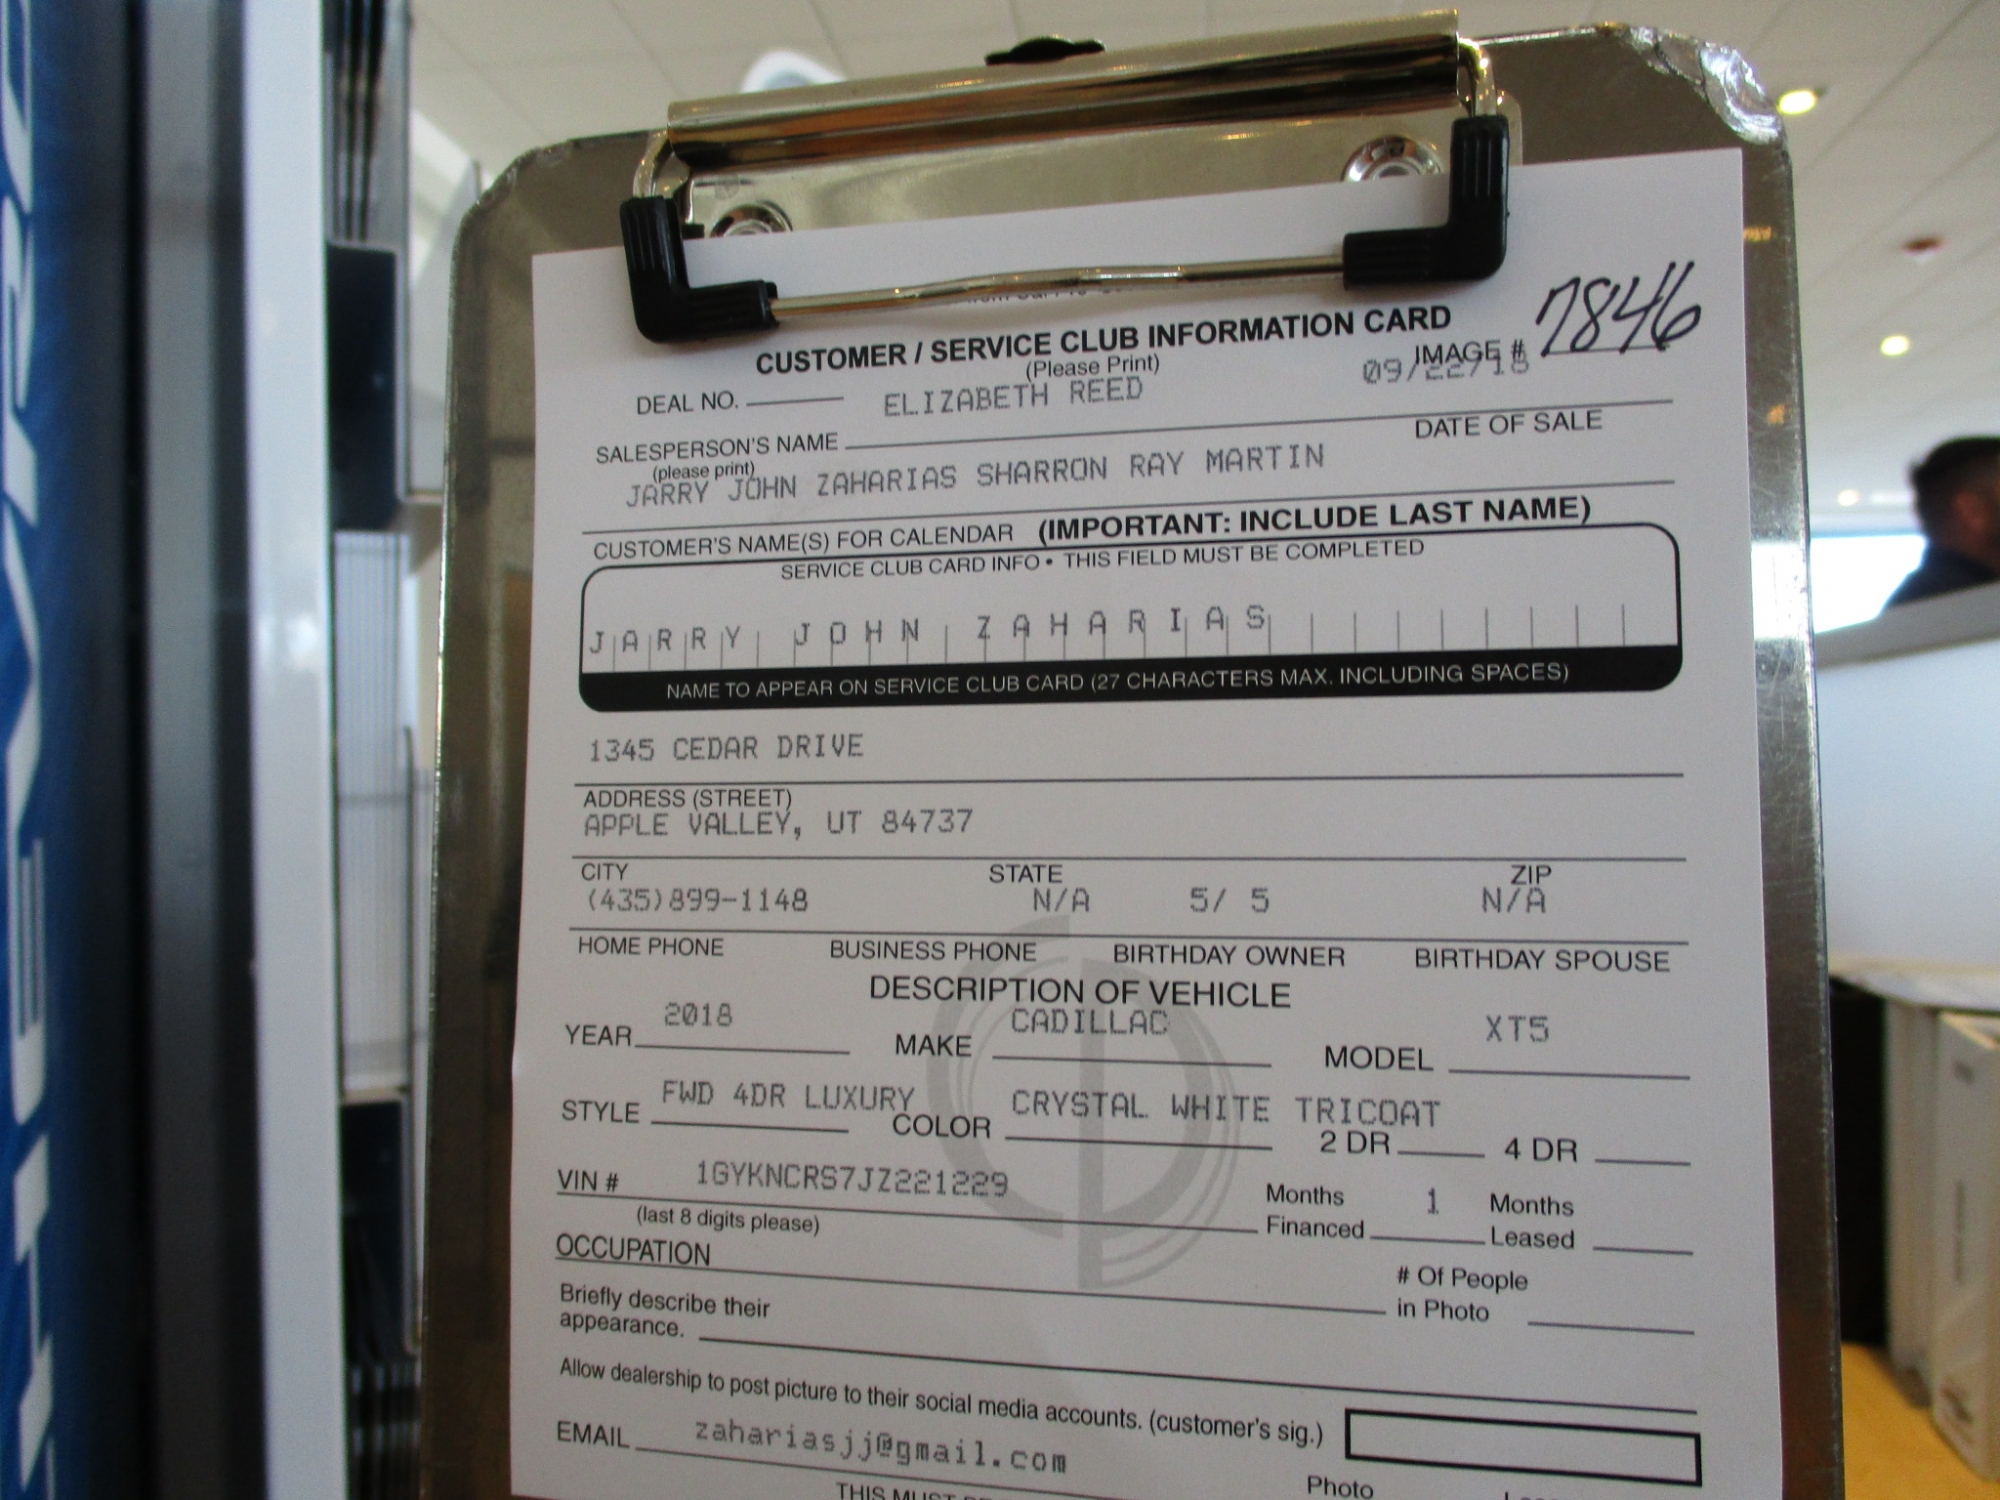 CUSTOMER / SERVICE CLUB INFORMATION CARD
(Please Print)
IMAGE # 7846
DEAL NO.
ELIZABETH REED 09/22/18
SALESPERSON'S NAME DATE OF SALE
(please print)
JARRY JOHN ZAHARIAS SHARRON RAY MARTIN
CUSTOMER'S NAME(S) FOR CALENDAR (IMPORTANT: INCLUDE LAST NAME)
SERVICE CLUB CARD INFO • THIS FIELD MUST BE COMPLETED
JARRY JOHN ZAHARIAS
NAME TO APPEAR ON SERVICE CLUB CARD (27 CHARACTERS MAX. INCLUDING SPACES)
1345 CEDAR DRIVE
ADDRESS (STREET)
APPLE VALLEY, UT 84737
CITY STATE ZIP
(435)899-1148 N/A 5/ 5 N/A
HOME PHONE BUSINESS PHONE BIRTHDAY OWNER BIRTHDAY SPOUSE
DESCRIPTION OF VEHICLE
YEAR 2018 MAKE CADILLAC MODEL XT5
STYLE FWD 4DR LUXURY COLOR CRYSTAL WHITE TRICOAT 2 DR 4 DR
VIN # 1GYKNCRS7JZ221229
(last 8 digits please)
Months Financed 1 Months Leased
OCCUPATION
# Of People in Photo
Briefly describe their
appearance.
Allow dealership to post picture to their social media accounts. (customer's sig.)
EMAIL zahariasjj@gmail.com
THIS MUST
Photo